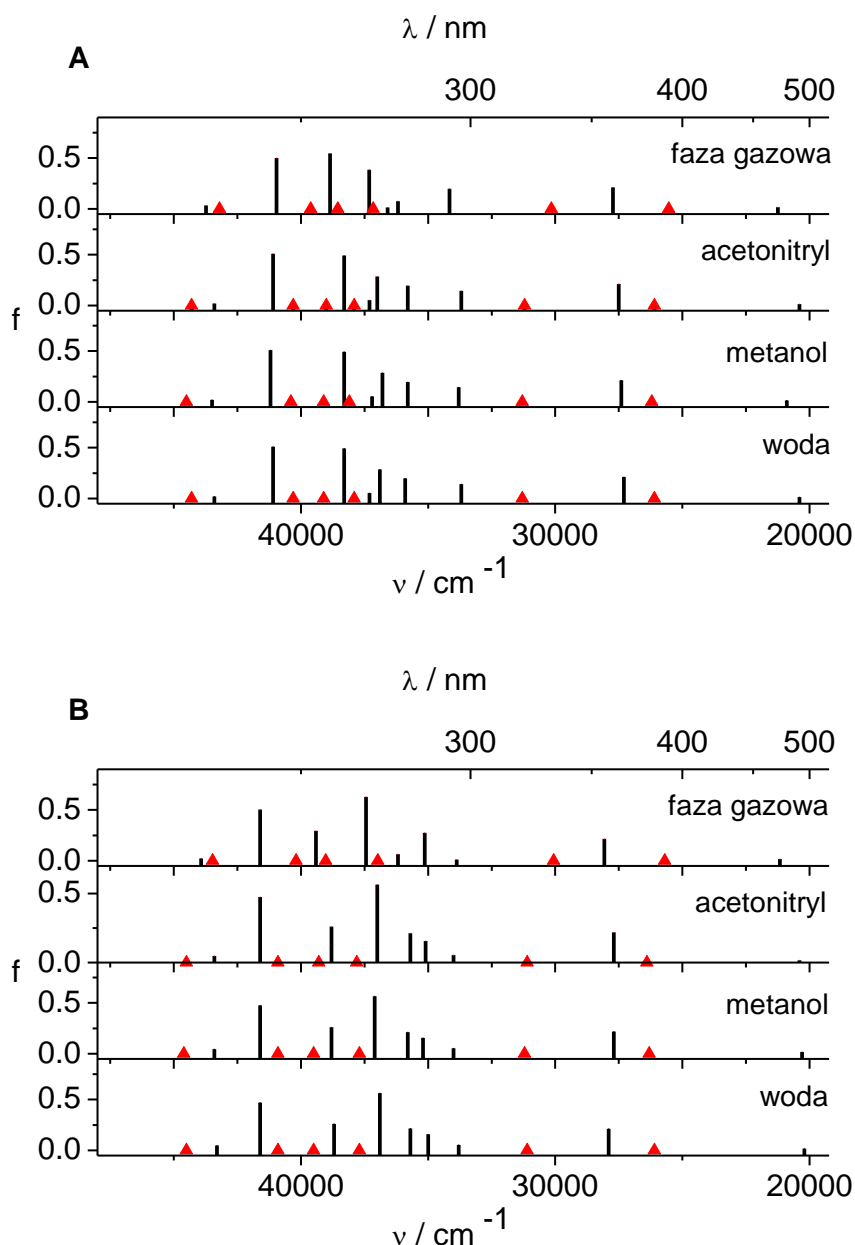 λ / nm
A
300 400 500
0.5 faza gazowa
0.0
0.5 acetonitryl
0.0
f
0.5 metanol
0.0
0.5 woda
0.0
40000 30000 20000
ν / cm -1
λ / nm
B
300 400 500
0.5 faza gazowa
0.0
0.5 acetonitryl
0.0
f
0.5 metanol
0.0
0.5 woda
0.0
40000 30000 20000
ν / cm -1